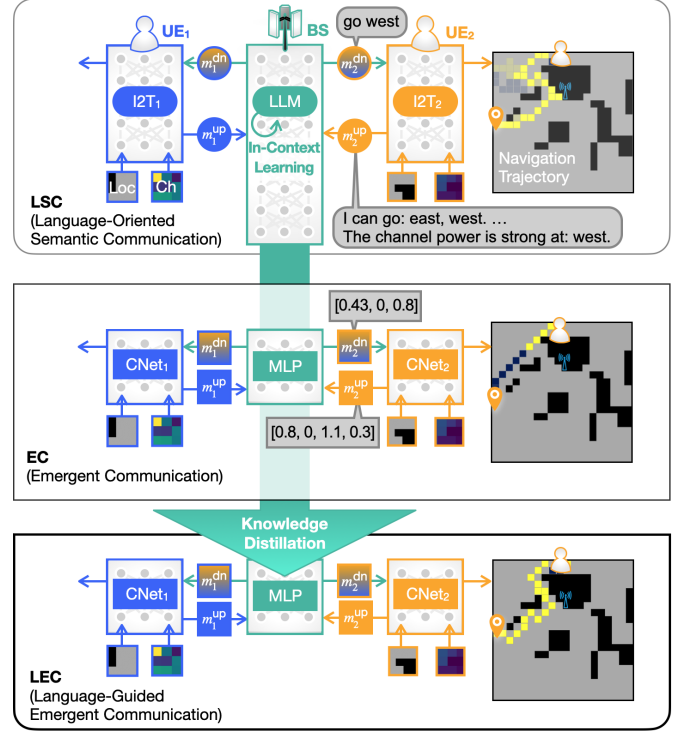 UE1
BS
go west
UE2
m1dn
m2dn
I2T1
LLM
I2T2
m1up
m2up
In-Context
Learning
Navigation
Trajectory
Loc
Ch
LSC
(Language-Oriented
Semantic Communication)
I can go: east, west. ...
The channel power is strong at: west.
[0.43, 0, 0.8]
m1dn
m2dn
CNet1
MLP
CNet2
m1up
m2up
[0.8, 0, 1.1, 0.3]
EC
(Emergent Communication)
Knowledge
Distillation
m1dn
m2dn
CNet1
MLP
CNet2
m1up
m2up
LEC
(Language-Guided
Emergent Communication)